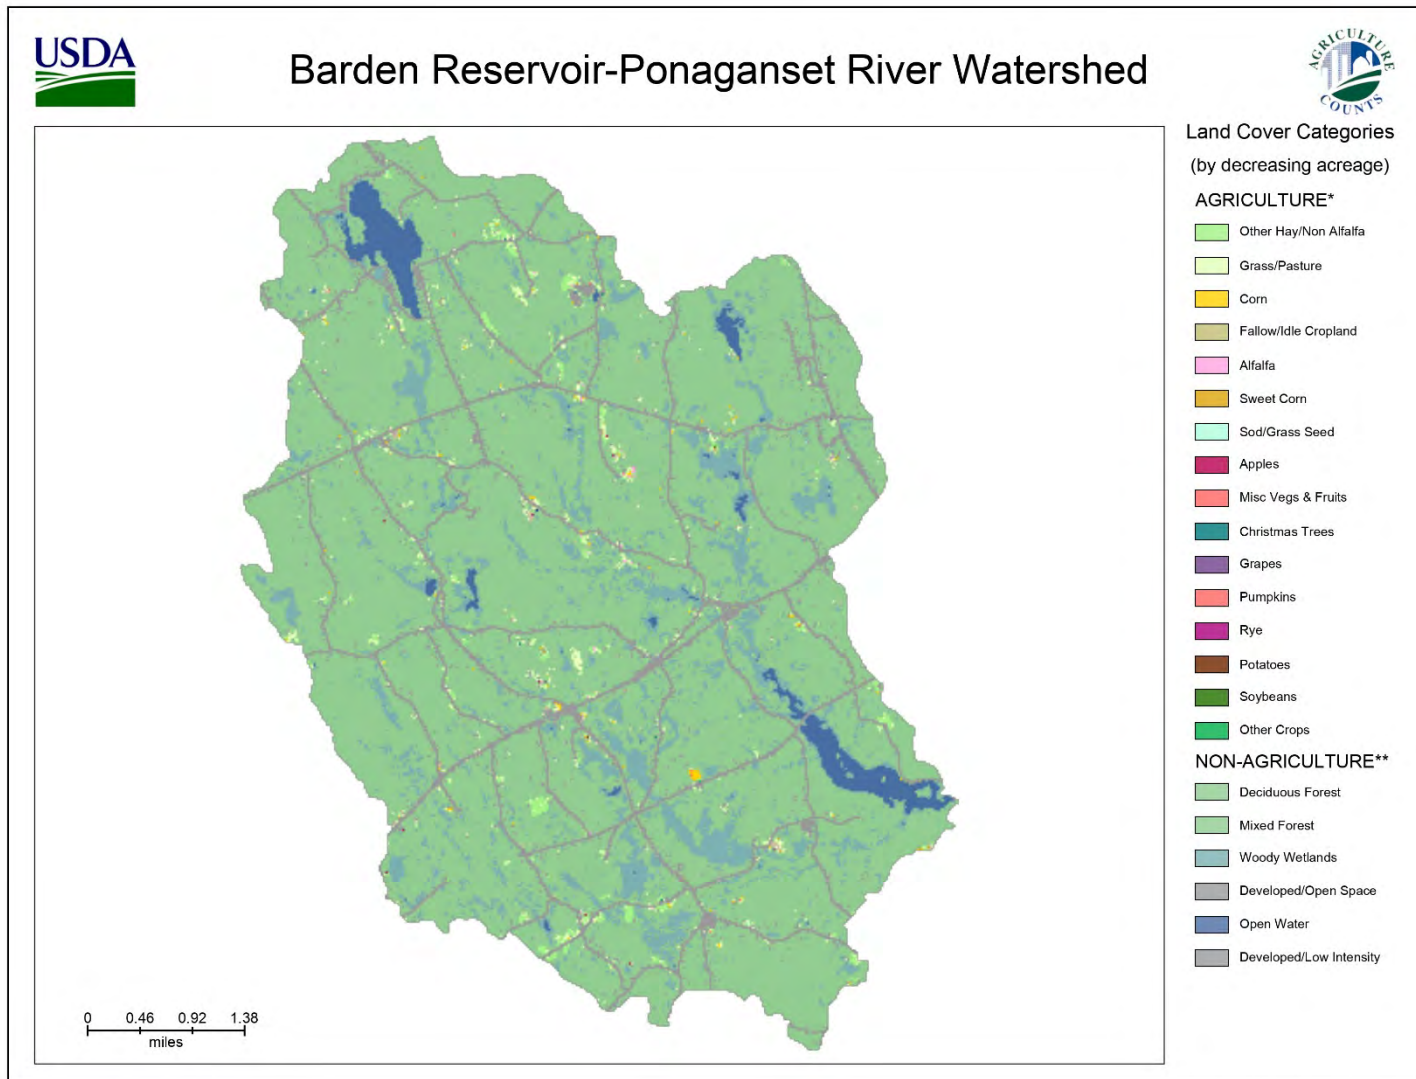 USDA
Barden Reservoir-Ponaganset River Watershed
AGRICULTURE
COUNTS
Land Cover Categories
(by decreasing acreage)
AGRICULTURE*
Other Hay/Non Alfalfa
Grass/Pasture
Corn
Fallow/Idle Cropland
Alfalfa
Sweet Corn
Sod/Grass Seed
Apples
Misc Vegs & Fruits
Christmas Trees
Grapes
Pumpkins
Rye
Potatoes
Soybeans
Other Crops
NON-AGRICULTURE**
Deciduous Forest
Mixed Forest
Woody Wetlands
Developed/Open Space
Open Water
Developed/Low Intensity
0 0.46 0.92 1.38
miles